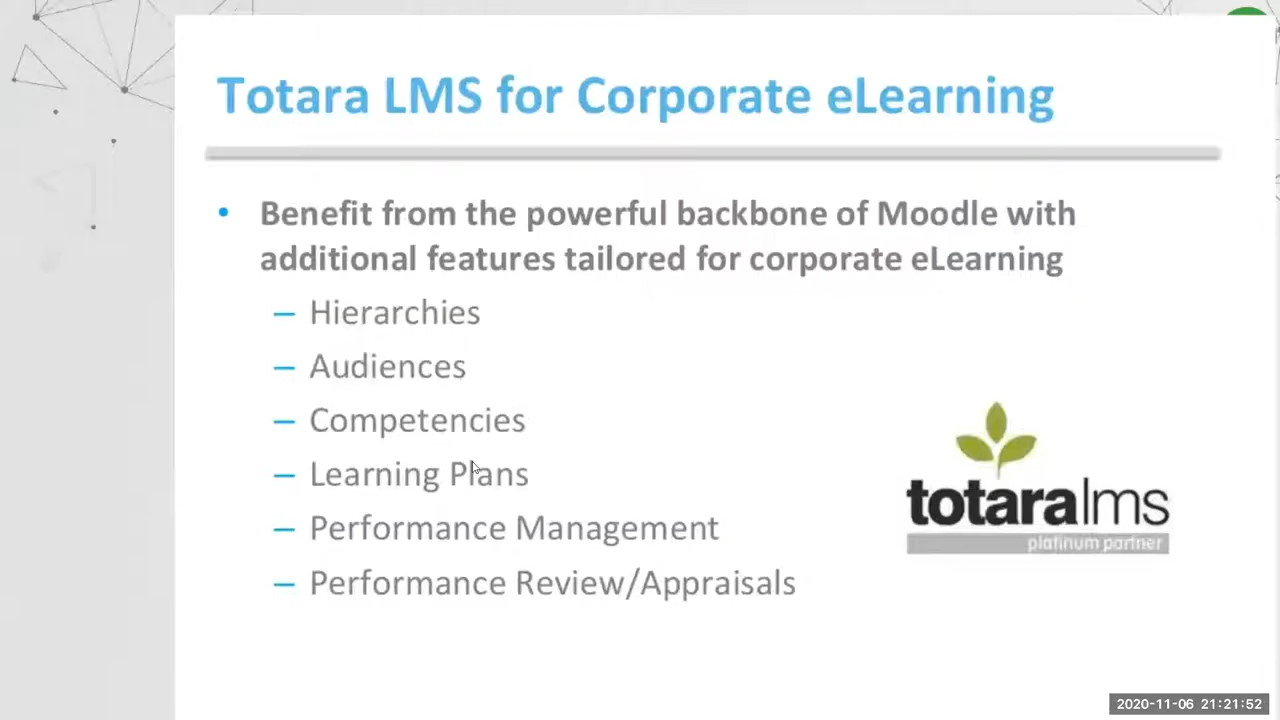 Totara LMS for Corporate eLearning
• Benefit from the powerful backbone of Moodle with
additional features tailored for corporate eLearning
– Hierarchies
– Audiences
– Competencies
– Learning Plans
– Performance Management
– Performance Review/Appraisals
totaralms
platinum partner
2020-11-06 21:21:52